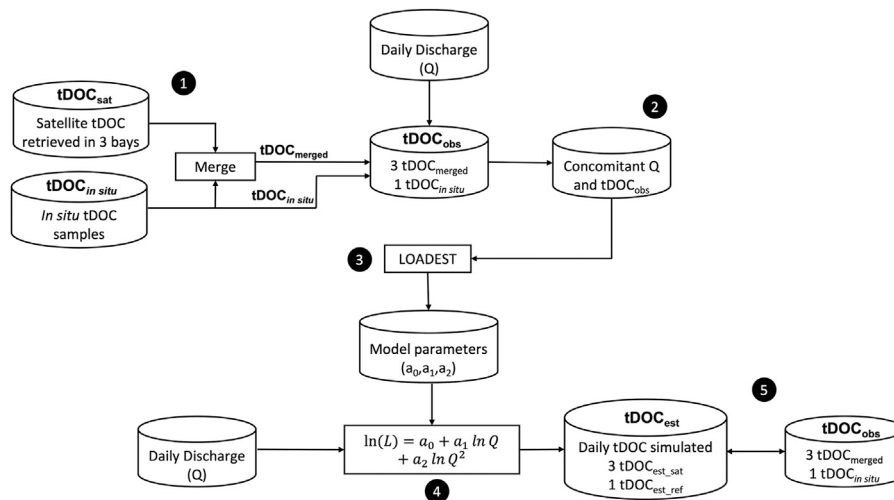 Daily Discharge
(Q)
1
2
tDOCsat
Satellite tDOC
retrieved in 3 bays
Merge
tDOCmerged
tDOCin situ
tDOCobs
3 tDOCmerged
1 tDOCin situ
Concomitant Q
and tDOCobs
tDOCin situ
In situ tDOC
samples
3
LOADEST
Model parameters
(a0,a1,a2)
5
Daily Discharge
(Q)
ln(L) = a0 + a1 ln Q
+ a2 ln Q²
4
tDOCest
Daily tDOC simulated
3 tDOCest_sat
1 tDOCest_ref
tDOCobs
3 tDOCmerged
1 tDOCin situ